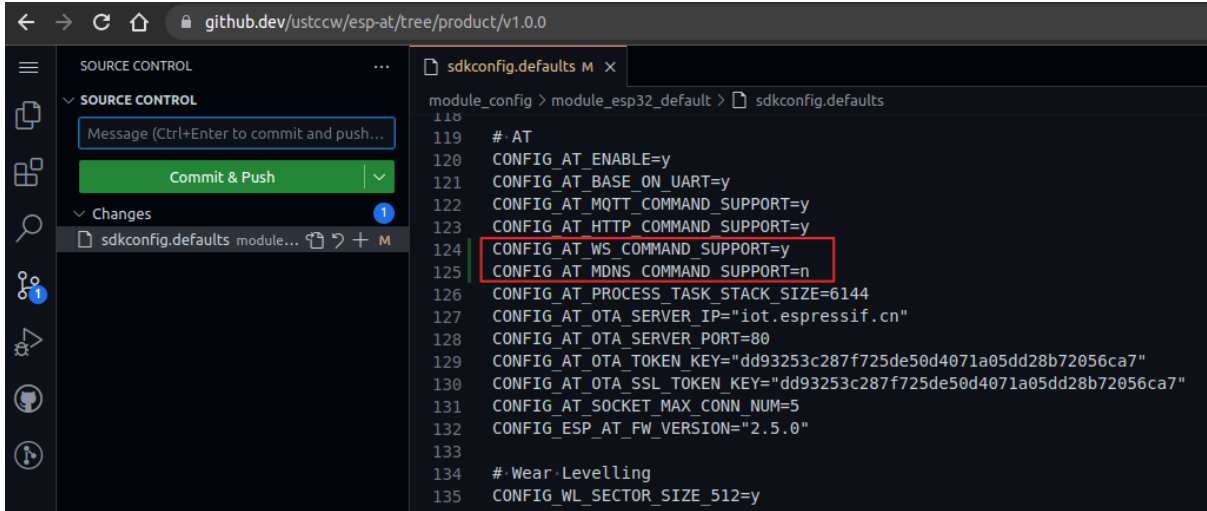 github.dev/ustccw/esp-at/tree/product/v1.0.0
SOURCE CONTROL
...
SOURCE CONTROL
Message (Ctrl+Enter to commit and push...
Commit & Push
Changes
1
sdkconfig.defaults module... M
1
sdkconfig.defaults M ×
module_config > module_esp32_default > sdkconfig.defaults
118
119 # AT
120 CONFIG_AT_ENABLE=y
121 CONFIG_AT_BASE_ON_UART=y
122 CONFIG_AT_MQTT_COMMAND_SUPPORT=y
123 CONFIG_AT_HTTP_COMMAND_SUPPORT=y
124 CONFIG_AT_WS_COMMAND_SUPPORT=y
125 CONFIG_AT_MDNS_COMMAND_SUPPORT=n
126 CONFIG_AT_PROCESS_TASK_STACK_SIZE=6144
127 CONFIG_AT_OTA_SERVER_IP="iot.espressif.cn"
128 CONFIG_AT_OTA_SERVER_PORT=80
129 CONFIG_AT_OTA_TOKEN_KEY="dd93253c287f725de50d4071a05dd28b72056ca7"
130 CONFIG_AT_OTA_SSL_TOKEN_KEY="dd93253c287f725de50d4071a05dd28b72056ca7"
131 CONFIG_AT_SOCKET_MAX_CONN_NUM=5
132 CONFIG_ESP_AT_FW_VERSION="2.5.0"
133
134 # Wear Levelling
135 CONFIG_WL_SECTOR_SIZE_512=y